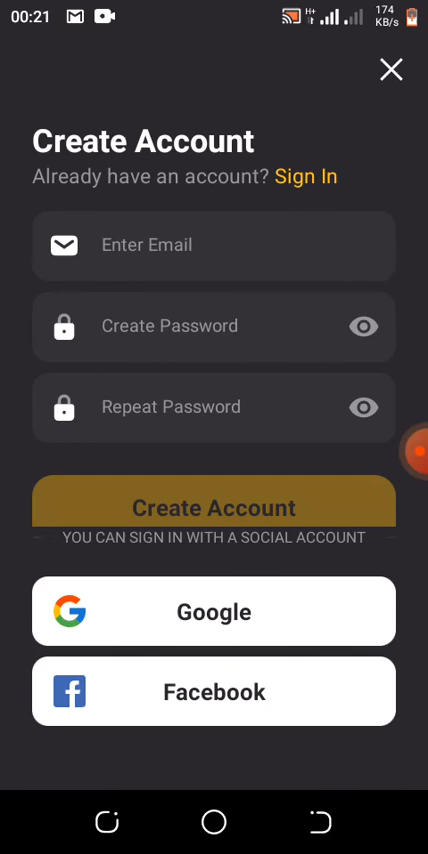 00:21
H+
174
KB/s
Create Account
Already have an account? Sign In
Enter Email
Create Password
Repeat Password
Create Account
YOU CAN SIGN IN WITH A SOCIAL ACCOUNT
Google
Facebook